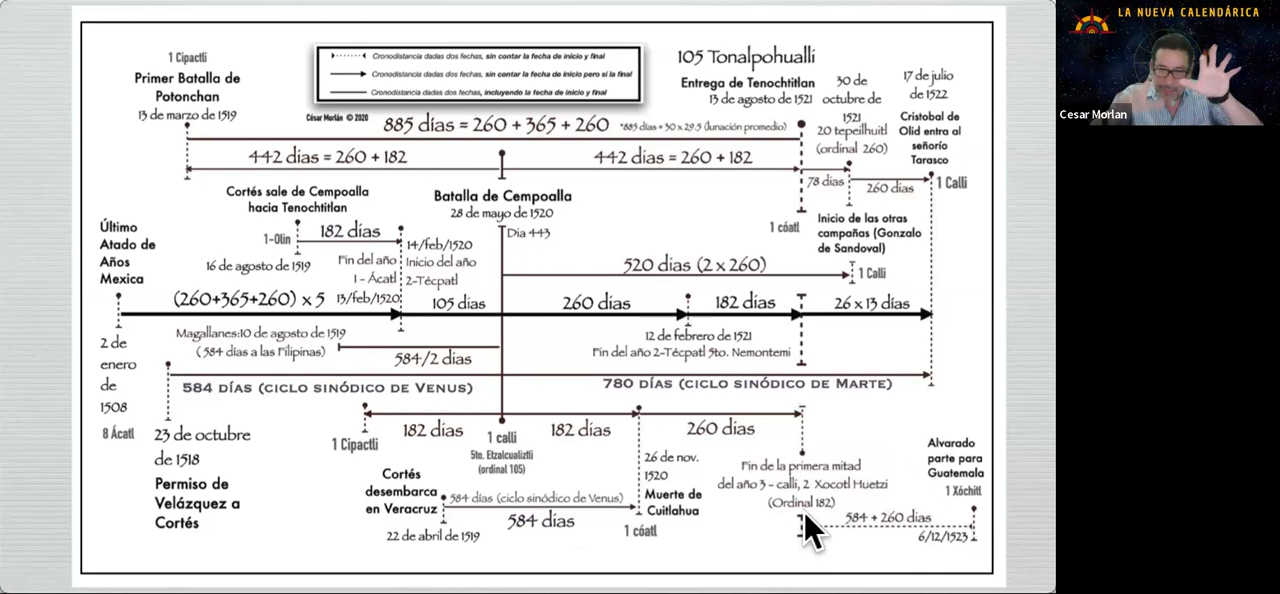 LA NUEVA CALENDÁRICA
Cesar Morlan
1 Cipactli
Primer Batalla de
Potonchan
13 de marzo de 1519
Cronodistancia dadas dos fechas, sin contar la fecha de inicio y final
Cronodistancia dadas dos fechas, sin contar la fecha de inicio pero sí la final
Cronodistancia dadas dos fechas, incluyendo la fecha de inicio y final
César Morlán © 2020
105 Tonalpohualli
Entrega de Tenochtitlan
13 de agosto de 1521
30 de
octubre de
1521
20 tepeilhuitl
(ordinal 260)
17 de julio
de 1522
Cristobal de
Olid entra al
señorío
Tarasco
1 Calli
885 días = 260 + 365 + 260
*885 días = 30 x 29.5 (lunación promedio)
442 días = 260 + 182
442 días = 260 + 182
78 días
260 días
Cortés sale de Cempoalla
hacia Tenochtitlan
1-Olin
182 días
16 de agosto de 1519
Batalla de Cempoalla
28 de mayo de 1520
Día 443
1 cóatl
Inicio de las otras
campañas (Gonzalo
de Sandoval)
Último
Atado de
Años
Mexica
Fin del año
1 - Ácatl
13/feb/1520
14/feb/1520
Inicio del año
2-Técpatl
520 días (2 x 260)
1 Calli
(260+365+260) x 5
105 días
260 días
182 días
26 x 13 días
2 de
enero
de
1508
8 Ácatl
Magallanes:10 de agosto de 1519
(584 días a las Filipinas)
584/2 días
12 de febrero de 1521
Fin del año 2-Técpatl 5to. Nemontemi
584 DÍAS (CICLO SINÓDICO DE VENUS)
780 DÍAS (CICLO SINÓDICO DE MARTE)
23 de octubre
de 1518
Permiso de
Velázquez a
Cortés
1 Cipactli
182 días
1 calli
5to. Etzalcualiztli
(ordinal 105)
182 días
260 días
Cortés
desembarca
en Veracruz
22 de abril de 1519
584 días (ciclo sinódico de Venus)
584 días
26 de nov.
1520
Muerte de
Cuitlahua
1 cóatl
Fin de la primera mitad
del año 3 - calli, 2 Xocotl Huetzi
(Ordinal 182)
Alvarado
parte para
Guatemala
1 Xóchitl
584 + 260 días
6/12/1523